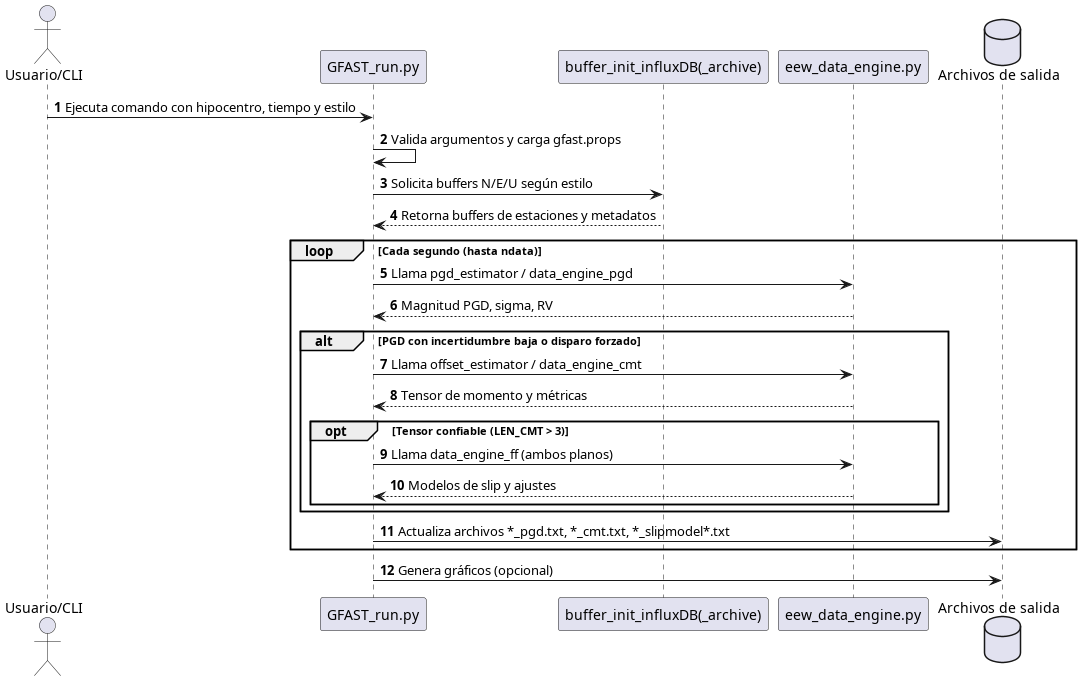 Usuario/CLI
GFAST_run.py
buffer_init_influxDB(_archive)
eew_data_engine.py
Archivos de salida
1 Ejecuta comando con hipocentro, tiempo y estilo
2 Valida argumentos y carga gfast.props
3 Solicita buffers N/E/U según estilo
4 Retorna buffers de estaciones y metadatos
loop [Cada segundo (hasta ndata)]
5 Llama pgd_estimator / data_engine_pgd
6 Magnitud PGD, sigma, RV
alt [PGD con incertidumbre baja o disparo forzado]
7 Llama offset_estimator / data_engine_cmt
8 Tensor de momento y métricas
opt [Tensor confiable (LEN_CMT > 3)]
9 Llama data_engine_ff (ambos planos)
10 Modelos de slip y ajustes
11 Actualiza archivos *_pgd.txt, *_cmt.txt, *_slipmodel*.txt
12 Genera gráficos (opcional)
Usuario/CLI
GFAST_run.py
buffer_init_influxDB(_archive)
eew_data_engine.py
Archivos de salida